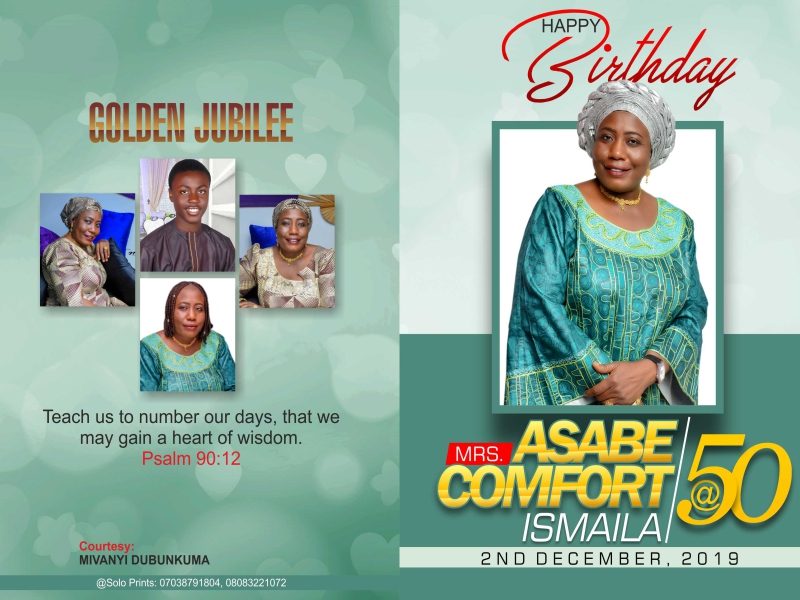 GOLDEN JUBILEE
Teach us to number our days, that we
may gain a heart of wisdom.
Psalm 90:12
Courtesy:
MIVANYI DUBUNKUMA
@Solo Prints: 07038791804, 08083221072
HAPPY
Birthday
MRS. ASABE
COMFORT
ISMAILA
@50
2ND DECEMBER, 2019